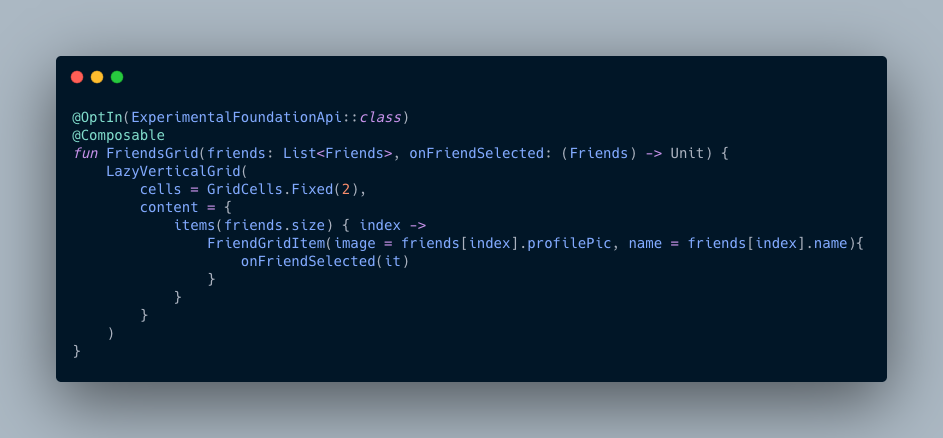 @OptIn(ExperimentalFoundationApi::class)
@Composable
fun FriendsGrid(friends: List<Friends>, onFriendSelected: (Friends) -> Unit) {
    LazyVerticalGrid(
        cells = GridCells.Fixed(2),
        content = {
            items(friends.size) { index ->
                FriendGridItem(image = friends[index].profilePic, name = friends[index].name){
                    onFriendSelected(it)
                }
            }
        }
    )
}